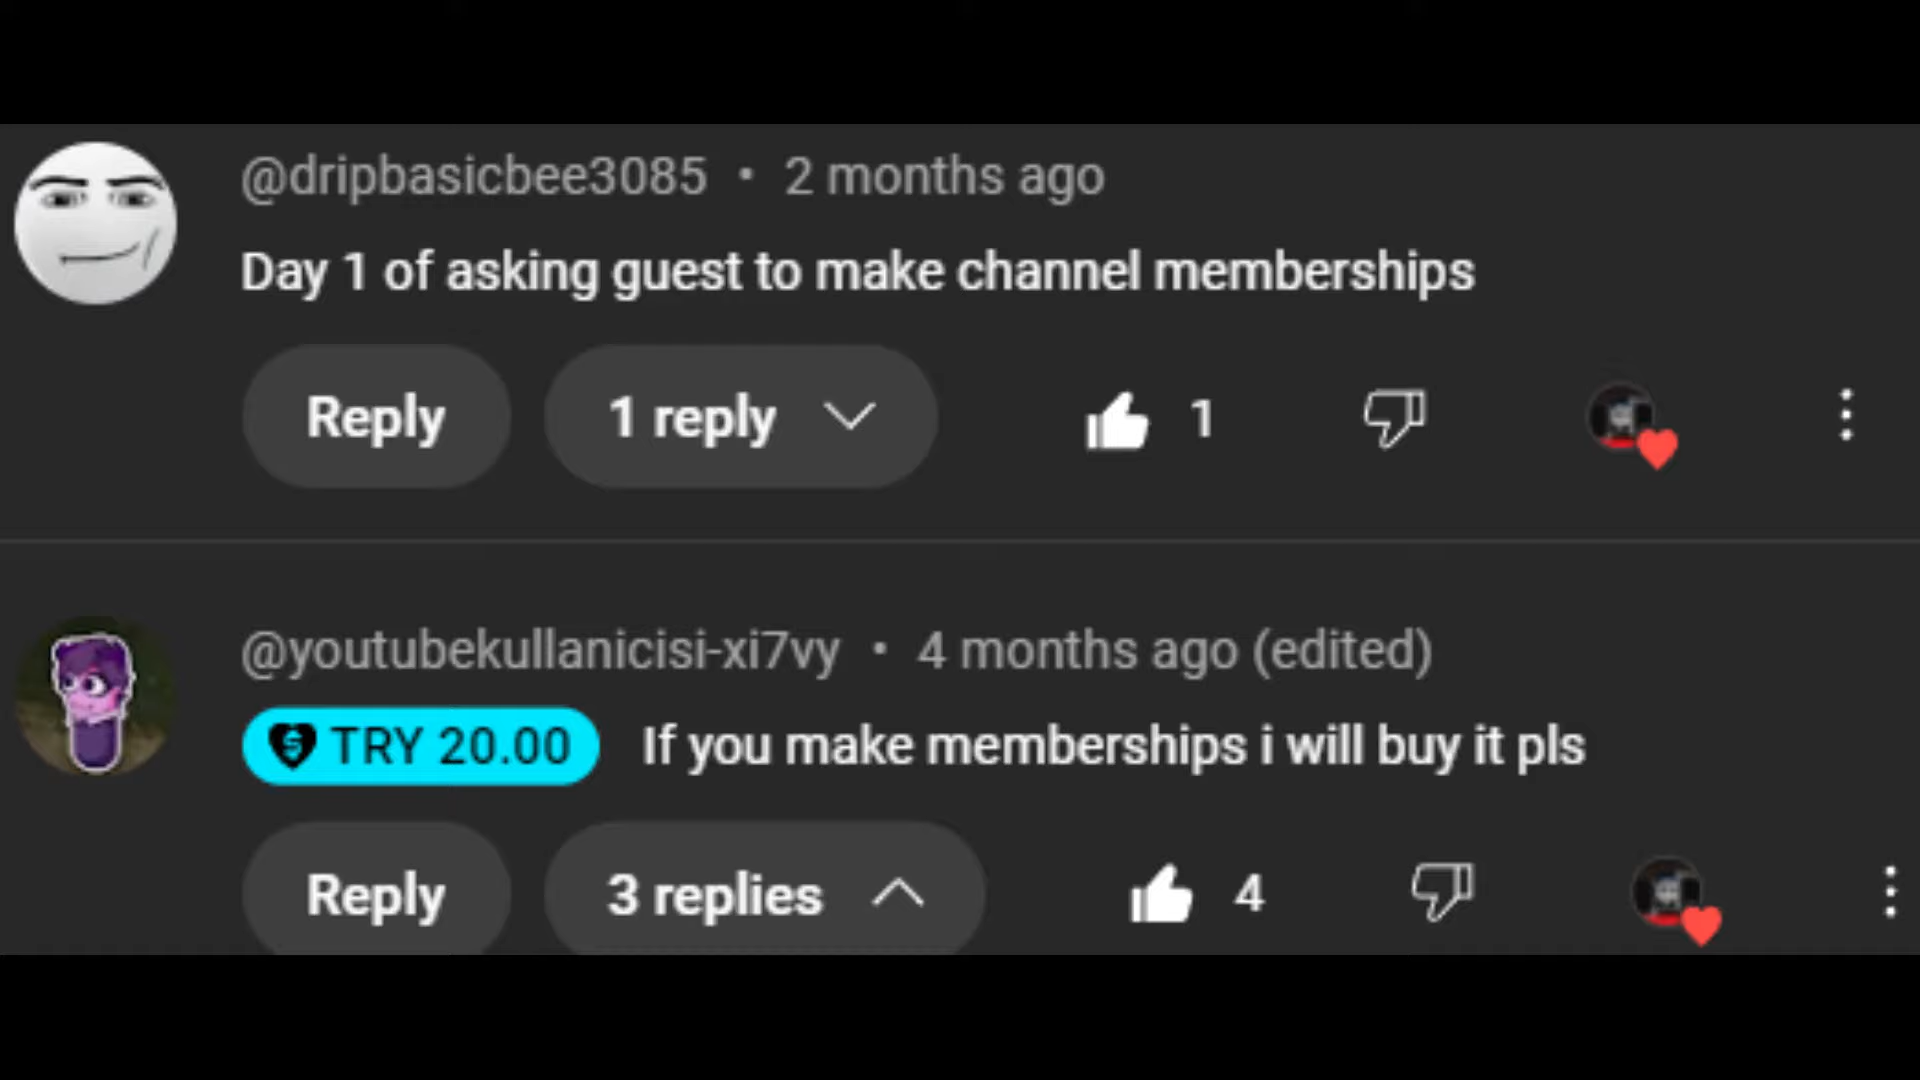 @dripbasicbee3085 • 2 months ago
Day 1 of asking guest to make channel memberships
Reply 1 reply 1
@youtubekullanicisi-xi7vy • 4 months ago (edited)
TRY 20.00 If you make memberships i will buy it pls
Reply 3 replies 4